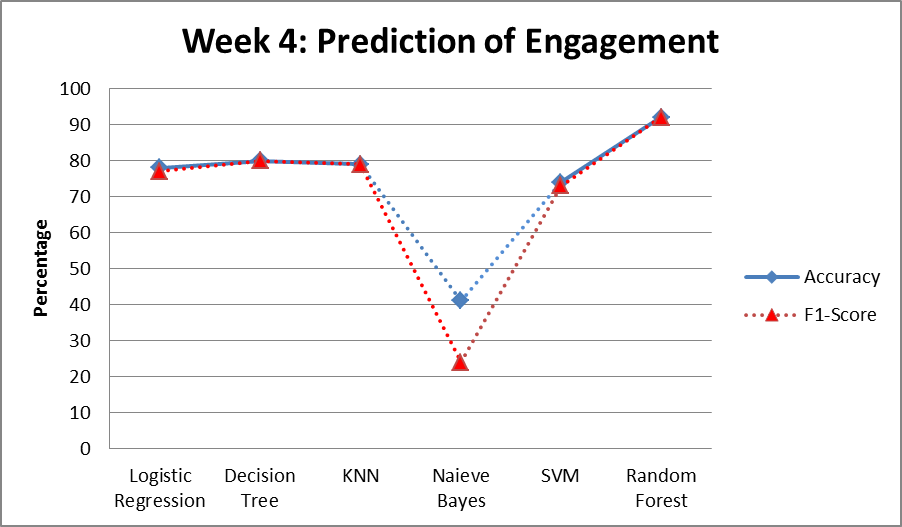 Week 4: Prediction of Engagement
100
90
80
70
60
50
40
30
20
10
0
Percentage
Logistic Regression
Decision Tree
KNN
Naieve Bayes
SVM
Random Forest
Accuracy
F1-Score